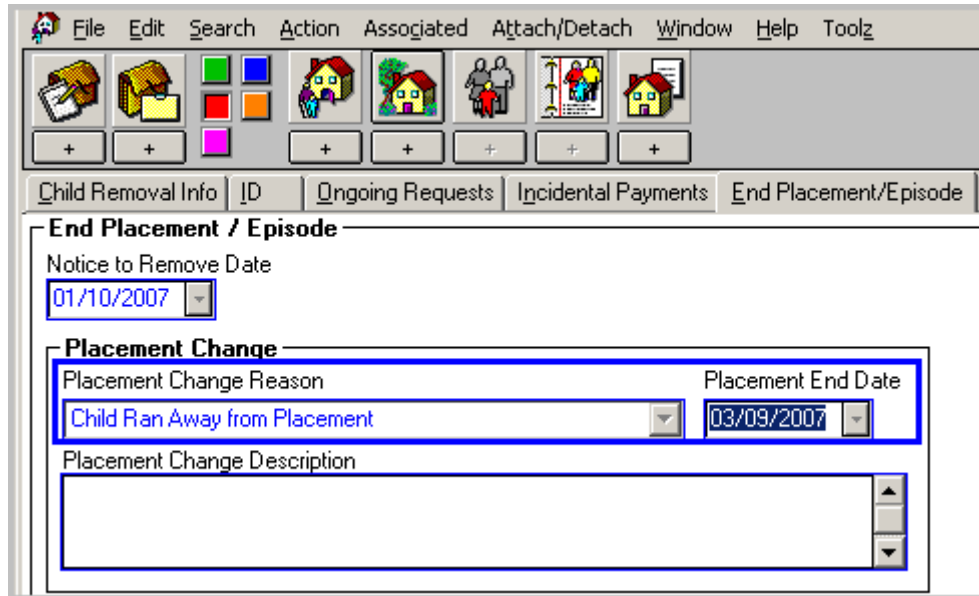 File Edit Search Action Associated Attach/Detach Window Help Toolz
+ + + + + + +
Child Removal Info ID Ongoing Requests Incidental Payments End Placement/Episode
End Placement / Episode
Notice to Remove Date
01/10/2007
Placement Change
Placement Change Reason Placement End Date
Child Ran Away from Placement 03/09/2007
Placement Change Description